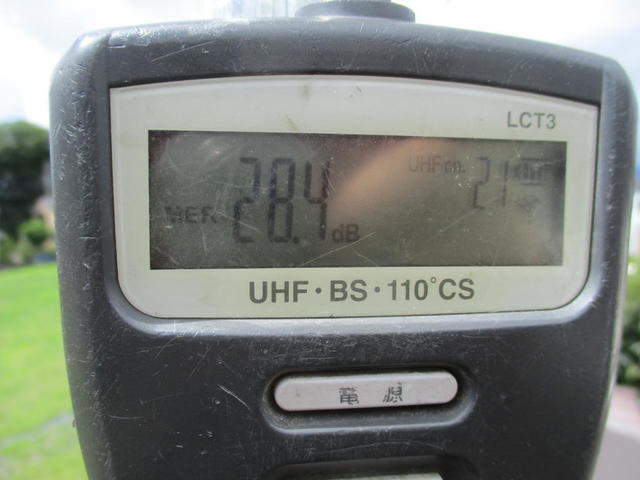 LCT3
UHF ch. 21
MER 28.4 dB
UHF・BS・110°CS
電源